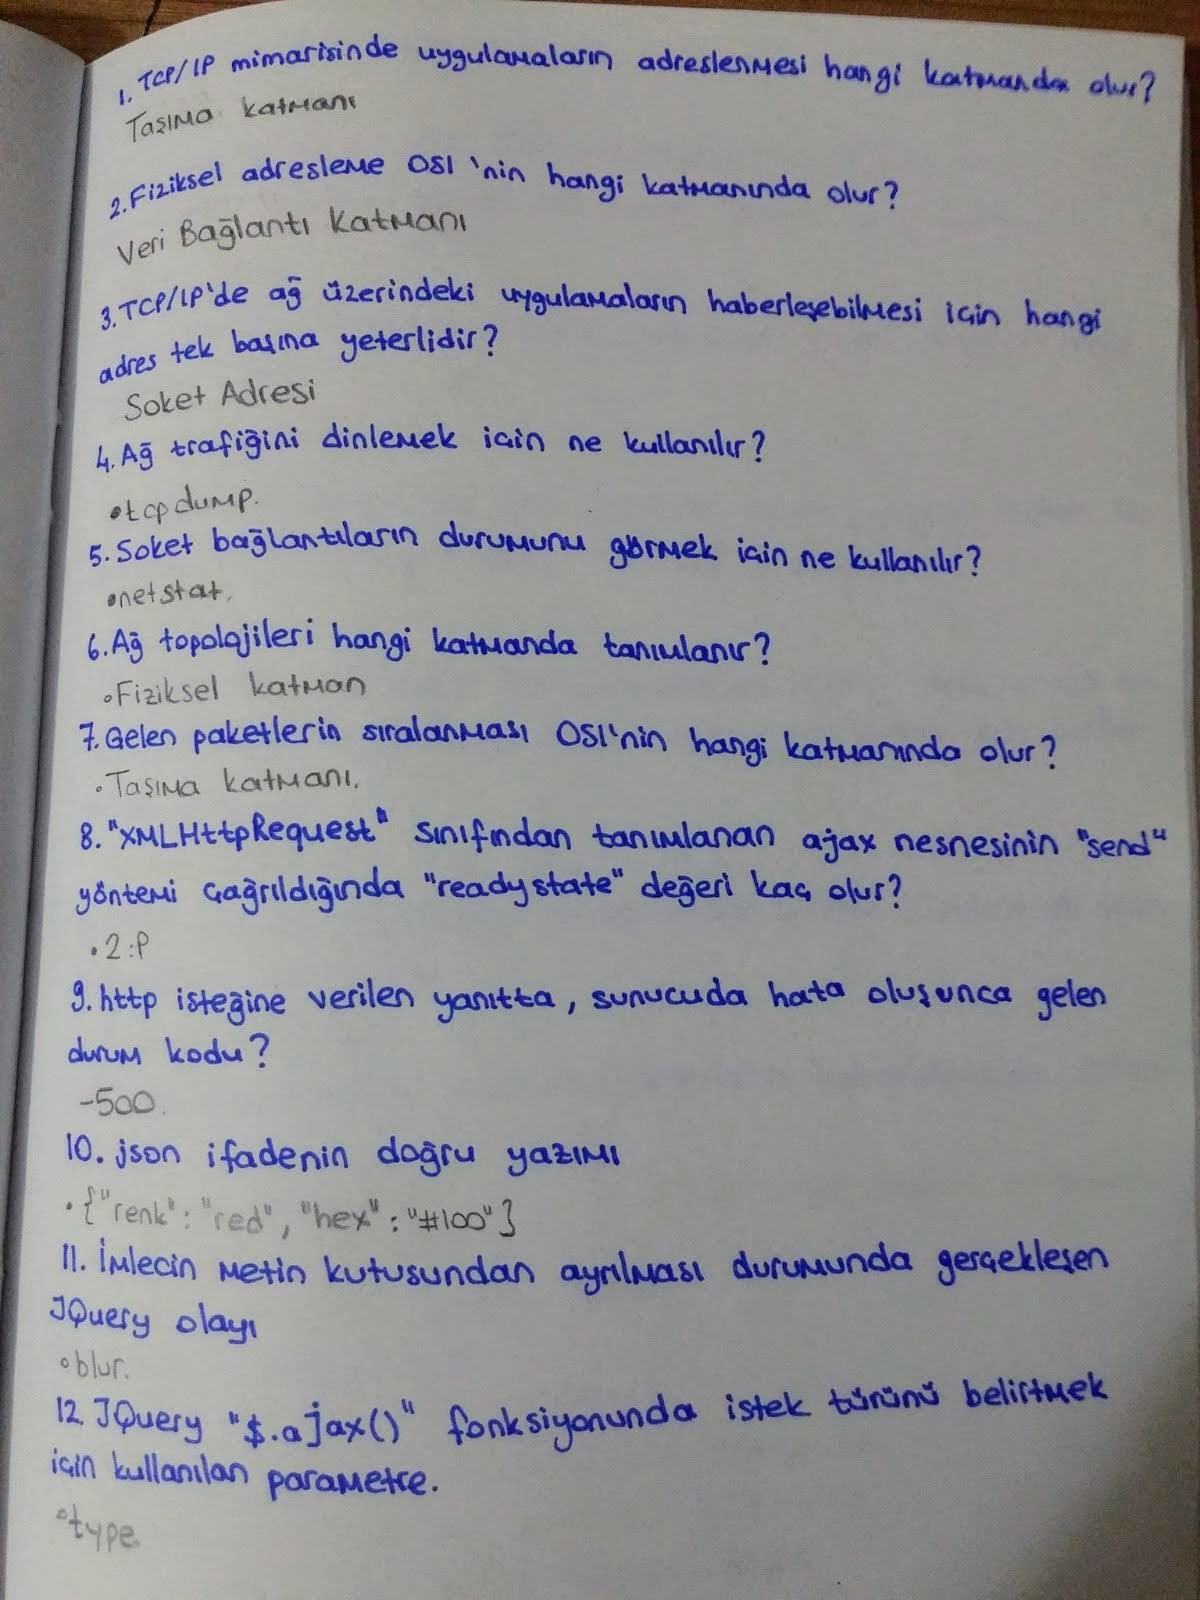 1. TCP/IP mimarisinde uygulamaların adreslenmesi hangi katmanda olur?
Taşıma katmanı
2. Fiziksel adresleme OSI 'nin hangi katmanında olur?
Veri Bağlantı Katmanı
3. TCP/IP'de ağ üzerindeki uygulamaların haberleşebilmesi için hangi
adres tek başına yeterlidir?
Soket Adresi
4. Ağ trafiğini dinlemek için ne kullanılır?
•tcpdump.
5. Soket bağlantıların durumunu görmek için ne kullanılır?
•netstat.
6. Ağ topolojileri hangi katmanda tanımlanır?
•Fiziksel katman
7. Gelen paketlerin sıralanması OSI'nin hangi katmanında olur?
•Taşıma katmanı.
8. "XMLHttpRequest" sınıfından tanımlanan ajax nesnesinin "send"
yöntemi çağrıldığında "readystate" değeri kaç olur?
•2:P
9. http isteğine verilen yanıtta, sunucuda hata oluşunca gelen
durum kodu?
-500.
10. json ifadenin doğru yazımı
•{"renk": "red", "hex": "#100"}
11. İmlecin metin kutusundan ayrılması durumunda gerçekleşen
JQuery olayı
•blur.
12. JQuery "$.ajax()" fonksiyonunda istek türünü belirtmek
için kullanılan parametre.
•type.